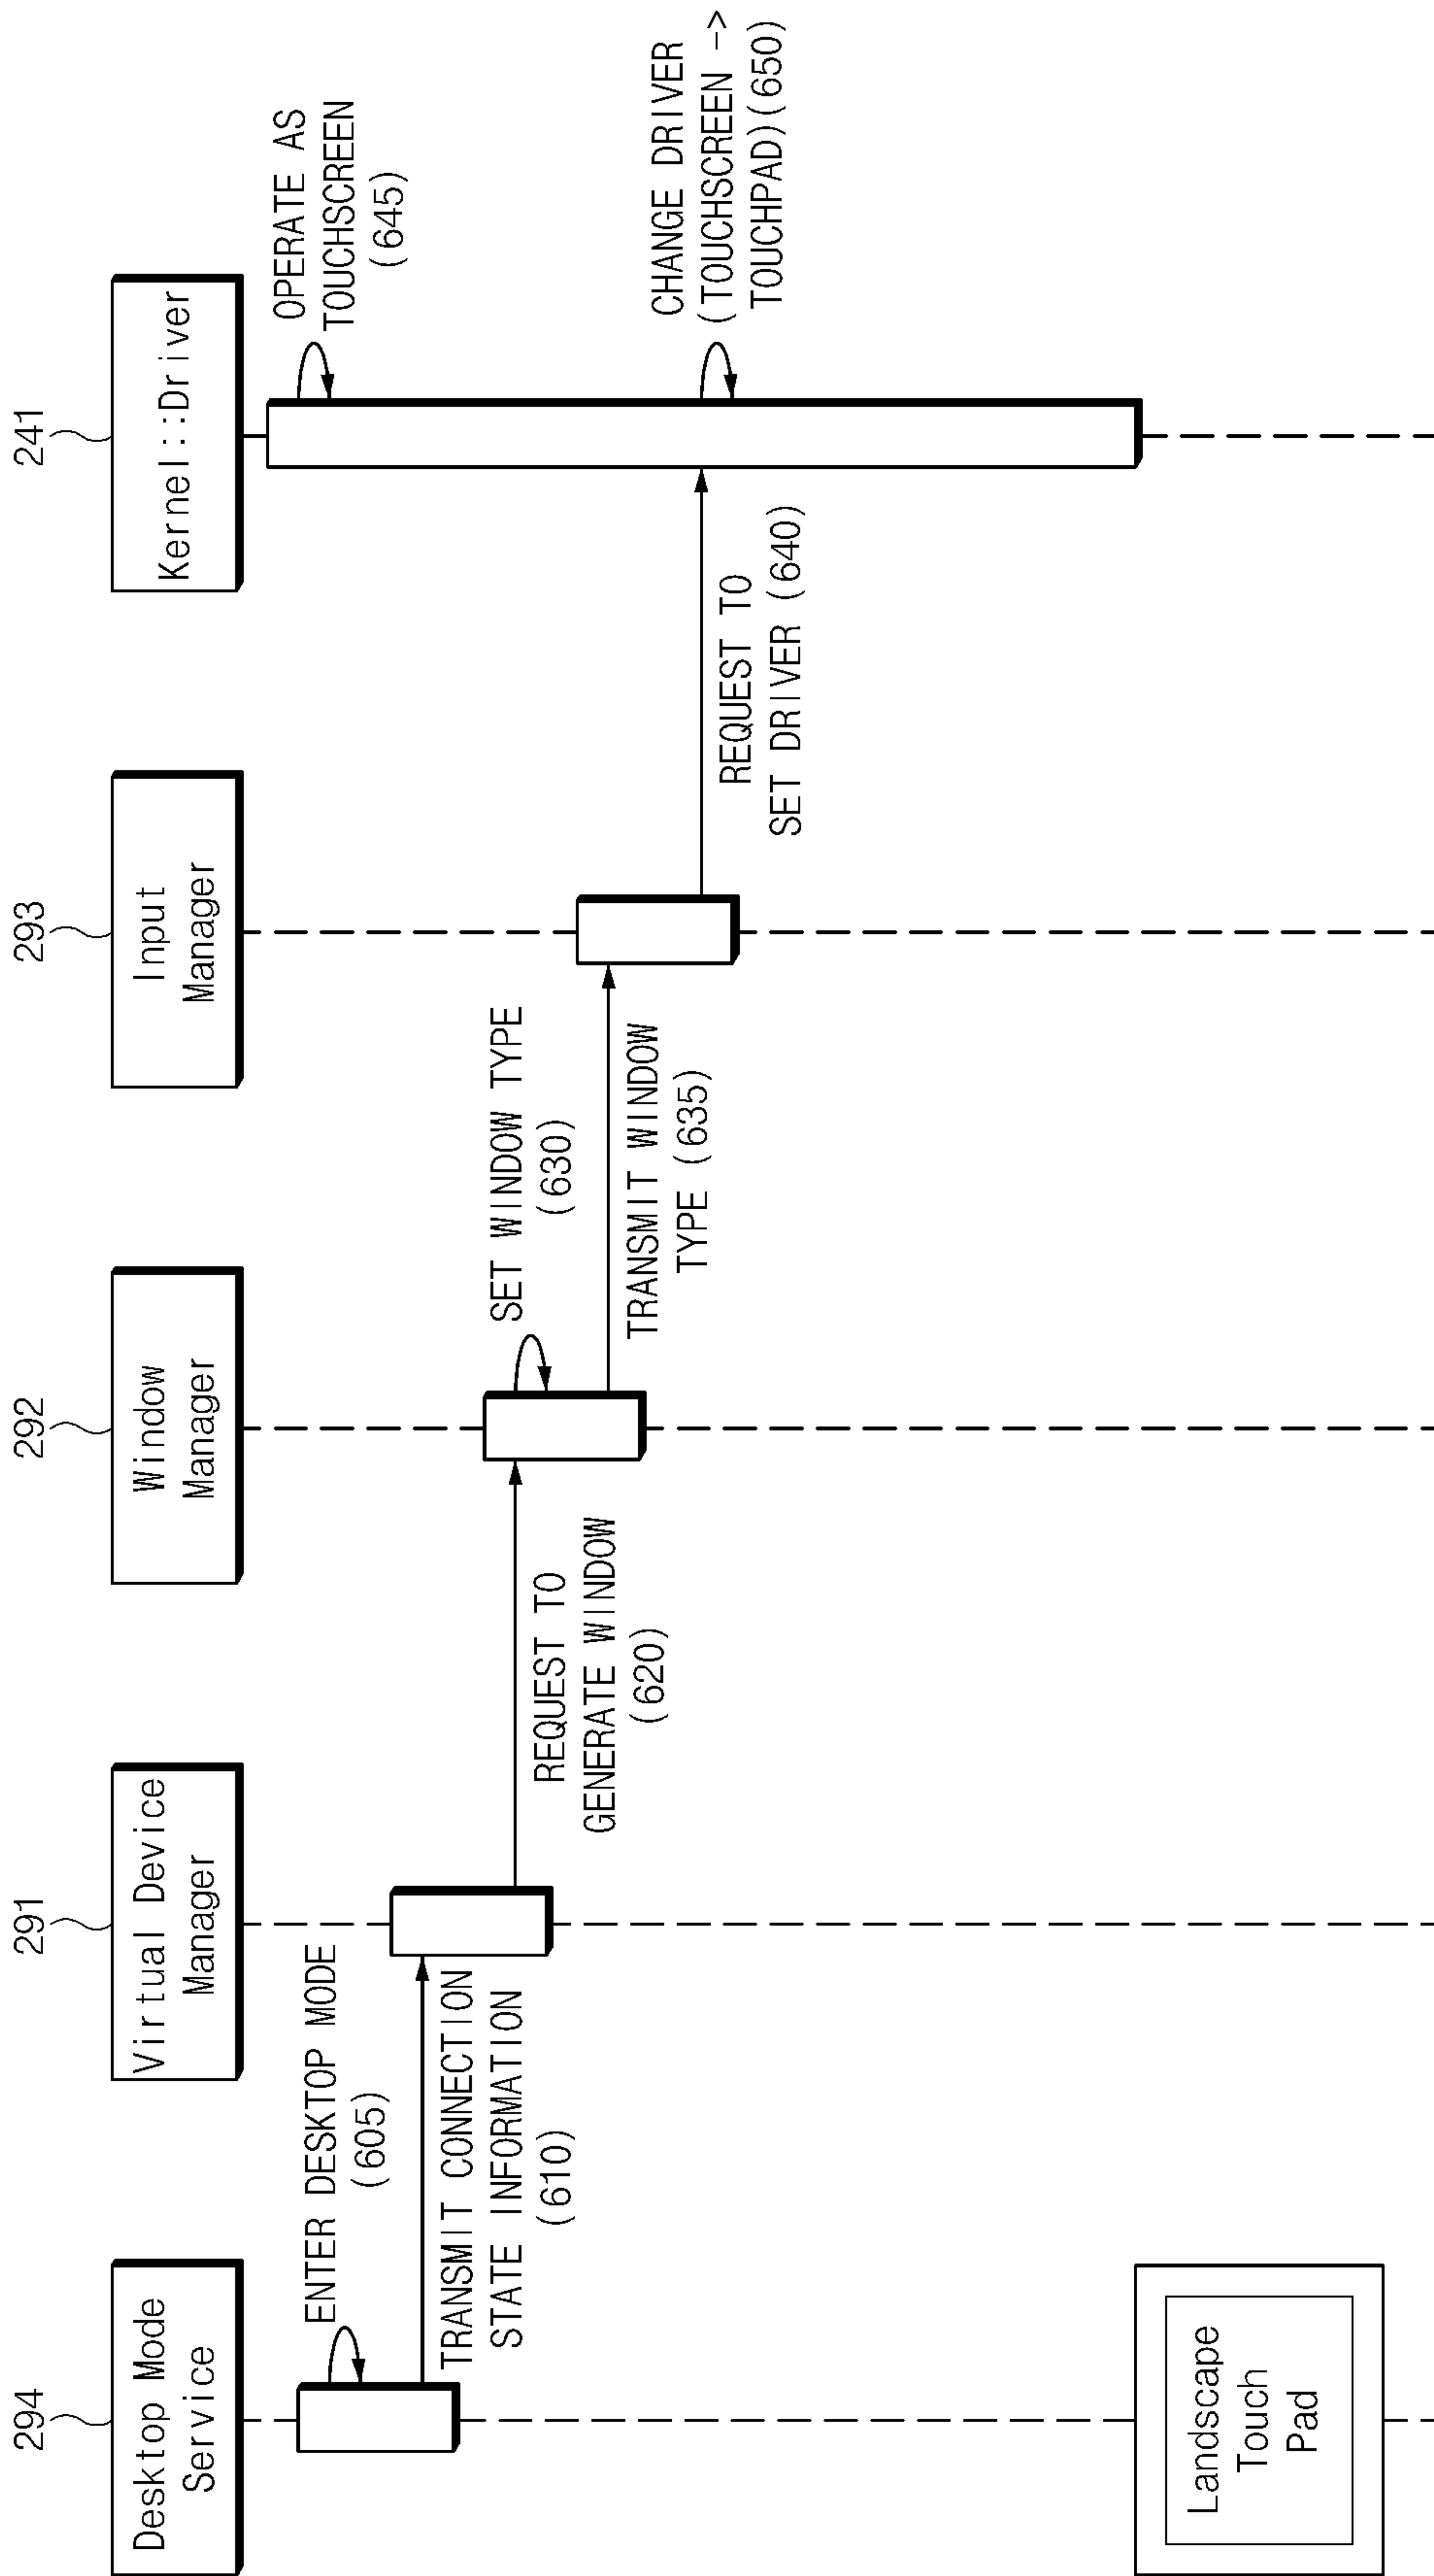 294
Desktop Mode
Service
291
Virtual Device
Manager
292
Window
Manager
293
Input
Manager
241
Kernel::Driver
OPERATE AS
TOUCHSCREEN
(645)
ENTER DESKTOP MODE
(605)
TRANSMIT CONNECTION
STATE INFORMATION
(610)
REQUEST TO
GENERATE WINDOW
(620)
SET WINDOW TYPE
(630)
TRANSMIT WINDOW
TYPE (635)
REQUEST TO
SET DRIVER (640)
CHANGE DRIVER
(TOUCHSCREEN ->
TOUCHPAD)(650)
Landscape
Touch
Pad